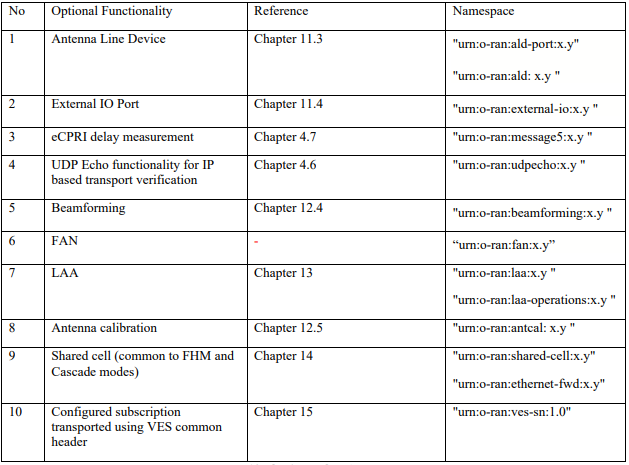 No Optional Functionality Reference Namespace
1 Antenna Line Device Chapter 11.3 "urn:o-ran:ald-port:x.y"
"urn:o-ran:ald: x.y "
2 External IO Port Chapter 11.4 "urn:o-ran:external-io:x.y "
3 eCPRI delay measurement Chapter 4.7 "urn:o-ran:message5:x.y "
4 UDP Echo functionality for IP Chapter 4.6 "urn:o-ran:udpecho:x.y "
based transport verification
5 Beamforming Chapter 12.4 "urn:o-ran:beamforming:x.y "
6 FAN - “urn:o-ran:fan:x.y”
7 LAA Chapter 13 "urn:o-ran:laa:x.y "
"urn:o-ran:laa-operations:x.y "
8 Antenna calibration Chapter 12.5 "urn:o-ran:antcal: x.y "
9 Shared cell (common to FHM and Chapter 14 "urn:o-ran:shared-cell:x.y"
Cascade modes)
"urn:o-ran:ethernet-fwd:x.y"
10 Configured subscription Chapter 15 "urn:o-ran:ves-sn:1.0"
transported using VES common
header